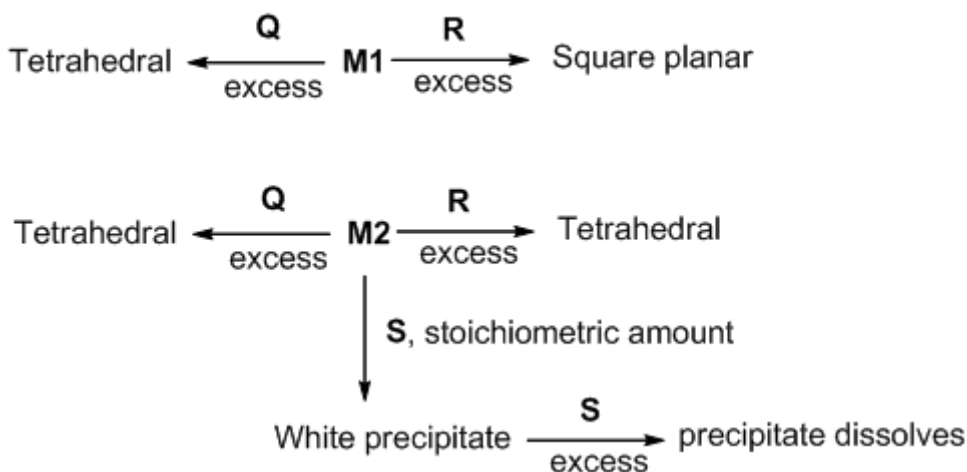 Q R
Tetrahedral M1 Square planar
excess excess
Q R
Tetrahedral M2 Tetrahedral
excess excess
S, stoichiometric amount
S
White precipitate precipitate dissolves
excess